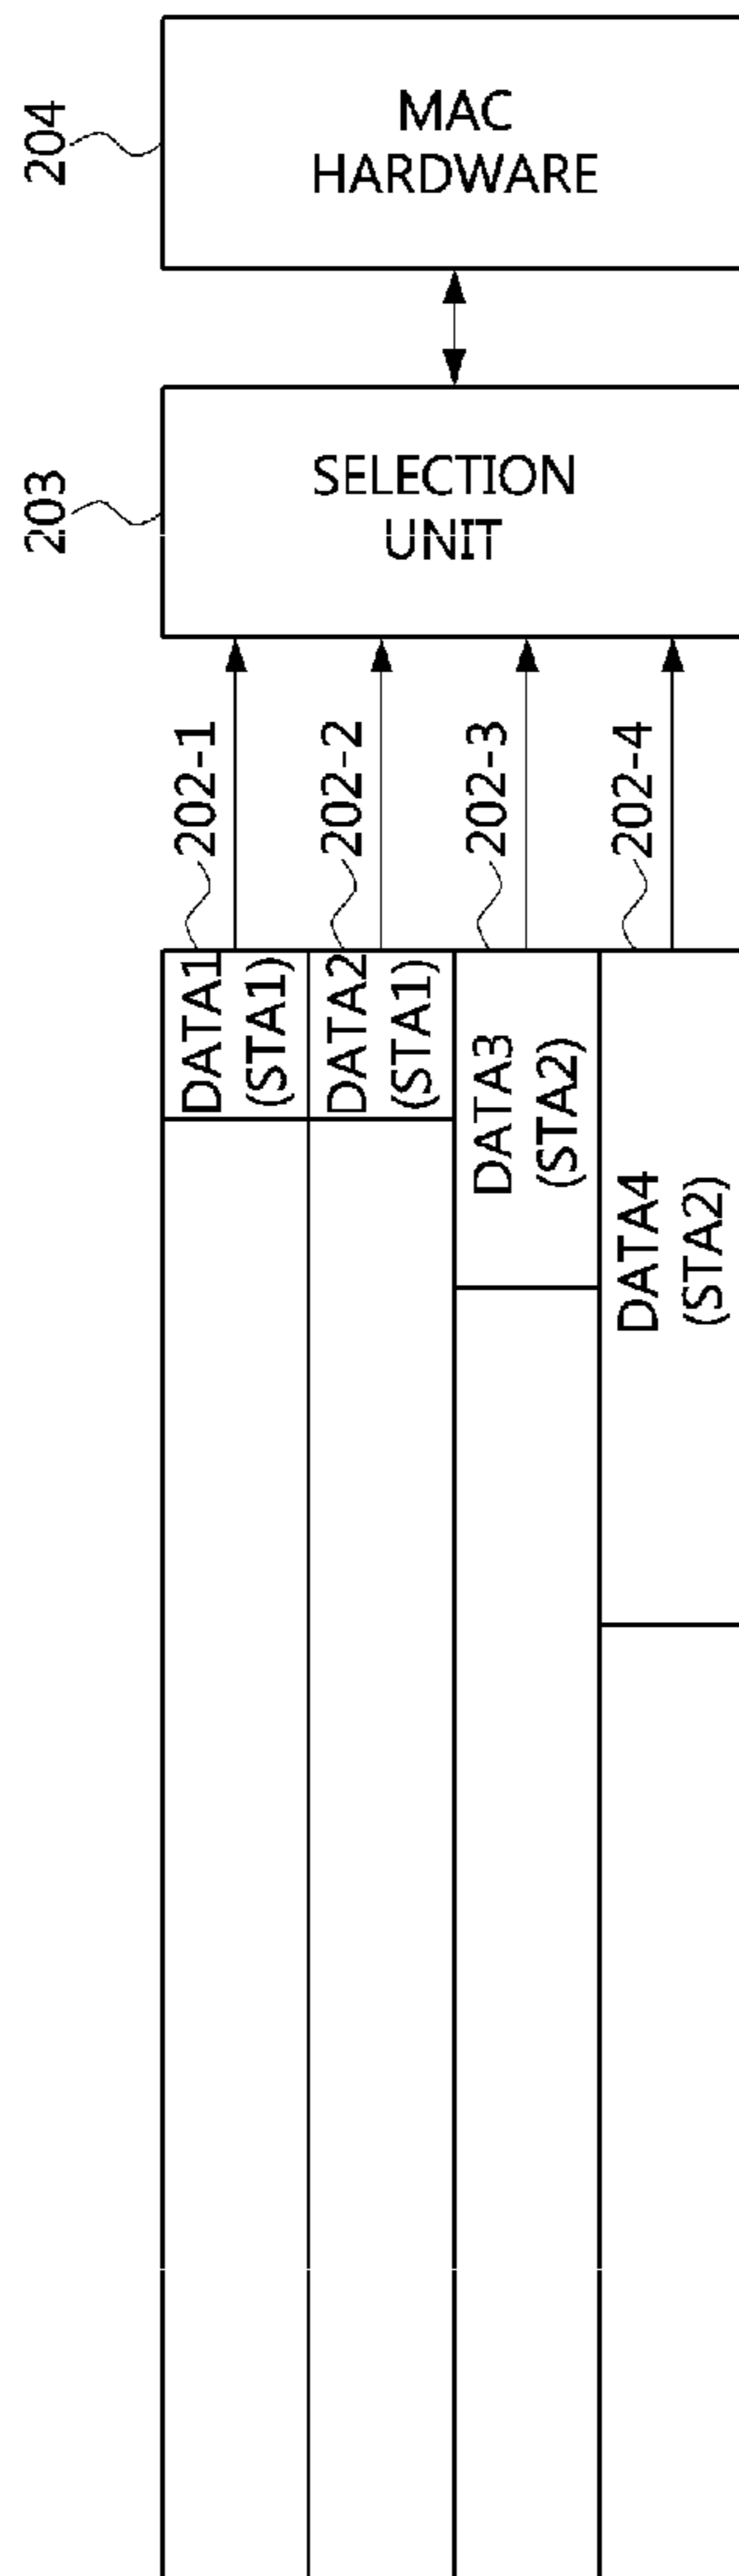 204
MAC
HARDWARE
203
SELECTION
UNIT
202-1
202-2
202-3
202-4
DATA1
(STA1)
DATA2
(STA1)
DATA3
(STA2)
DATA4
(STA2)